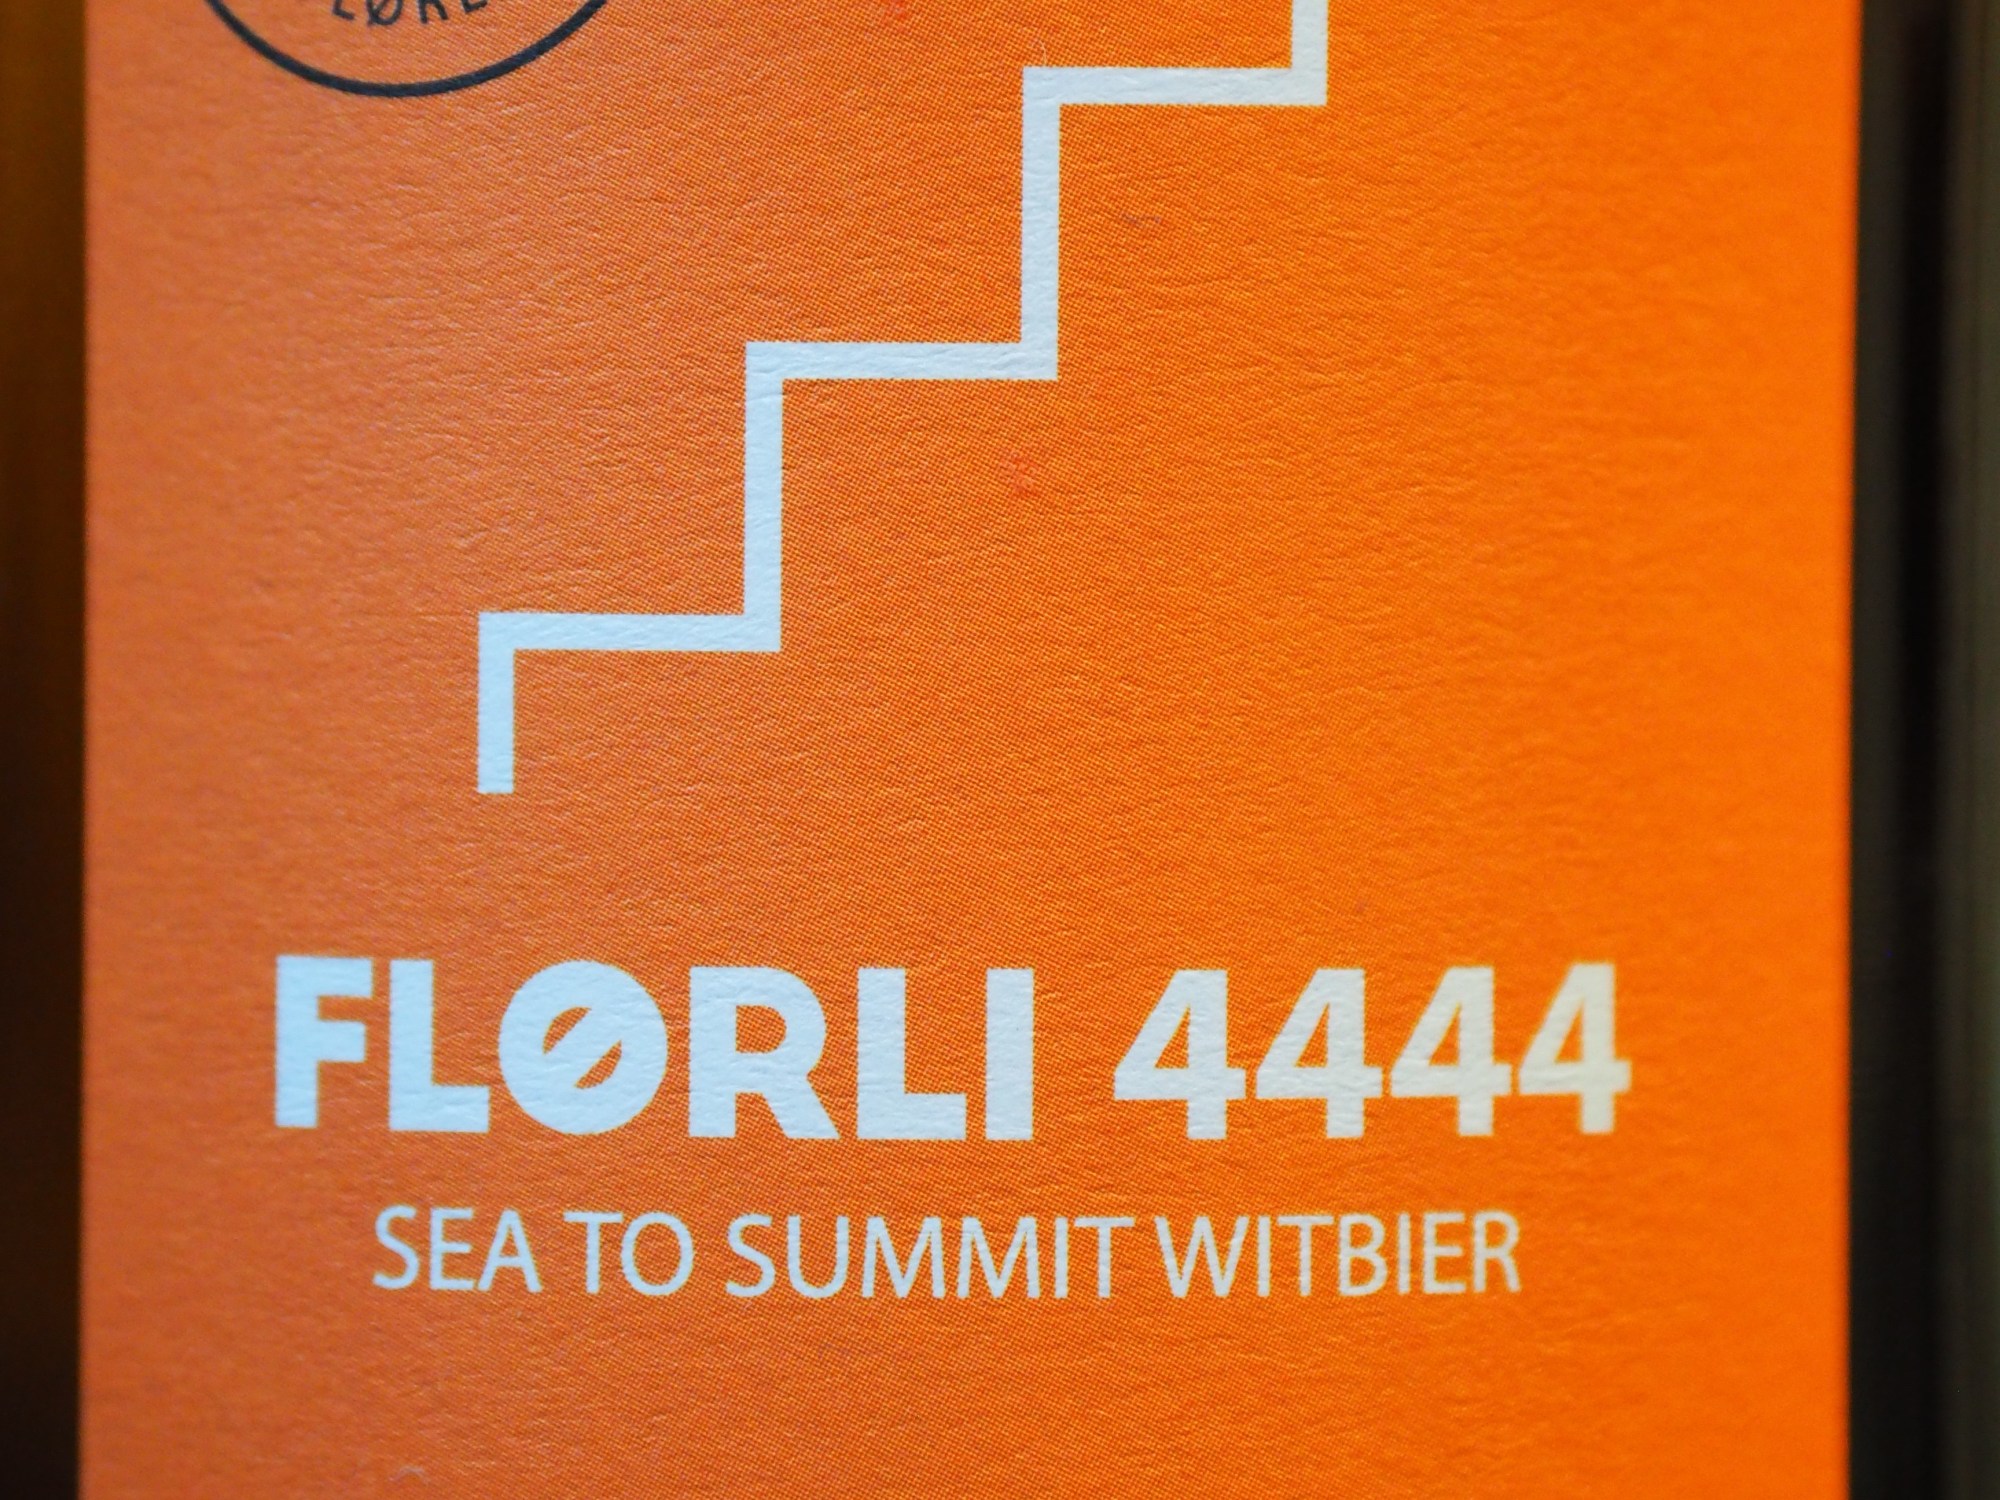 FLØRLI 4444
SEA TO SUMMIT WITBIER